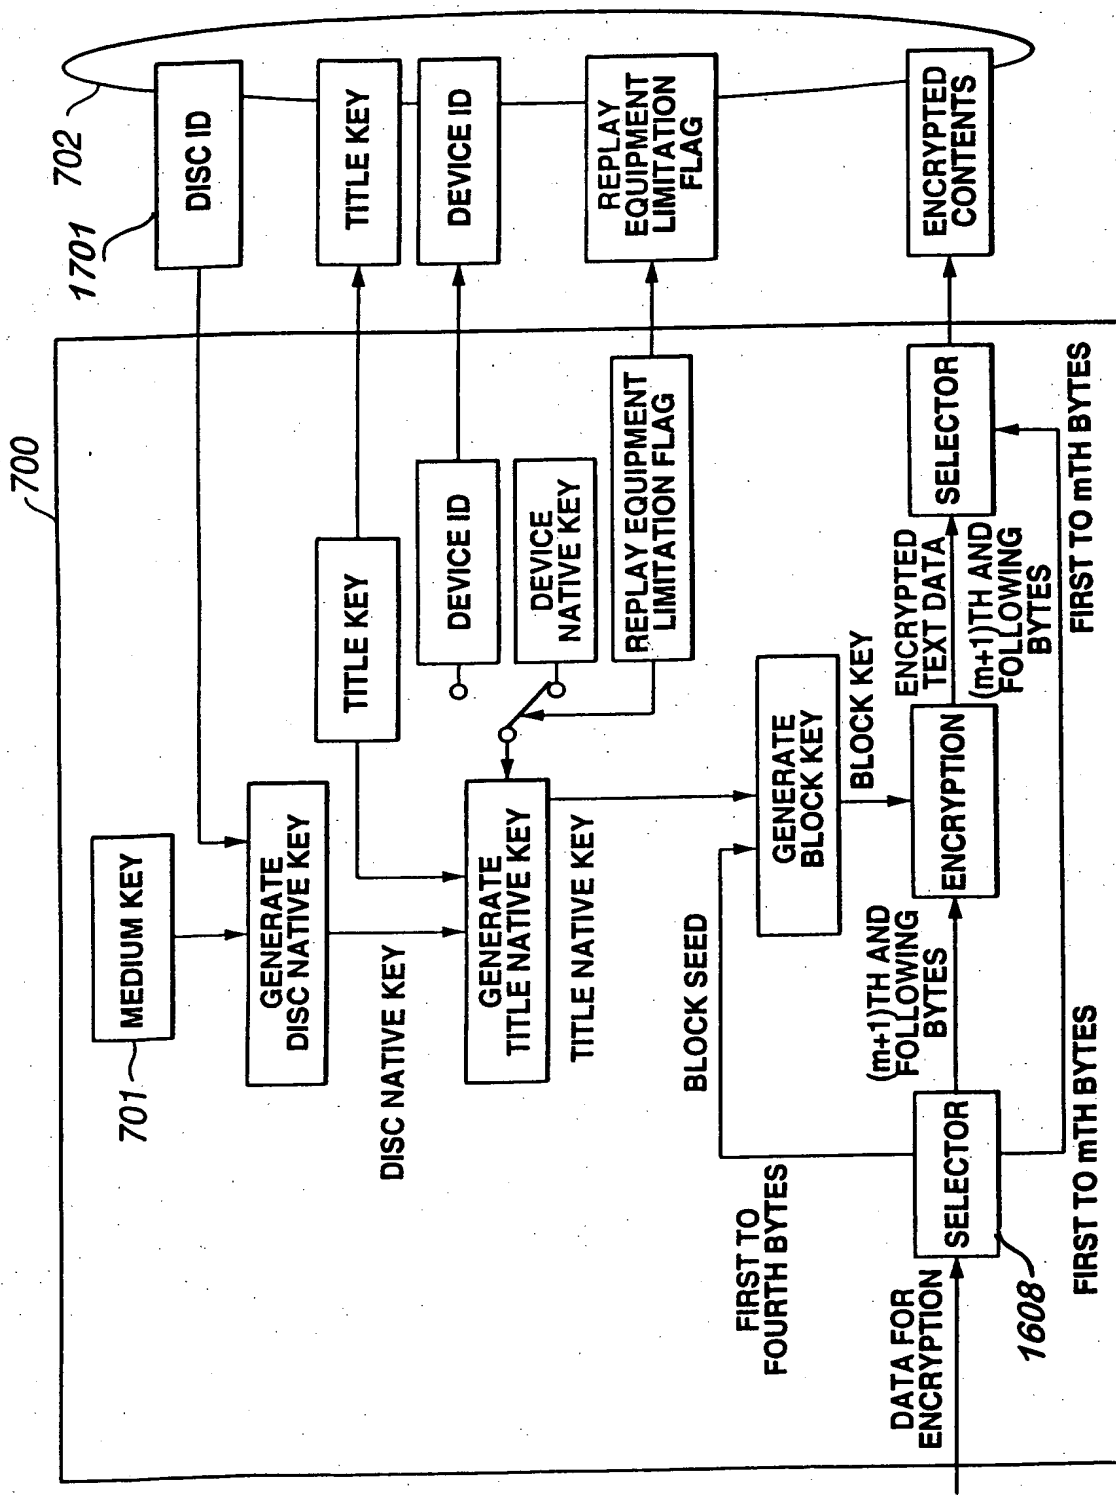 700
702
1701
DISC ID
TITLE KEY
DEVICE ID
REPLAY
EQUIPMENT
LIMITATION
FLAG
ENCRYPTED
CONTENTS
MEDIUM KEY
701
GENERATE
DISC NATIVE KEY
DISC NATIVE KEY
TITLE KEY
GENERATE
TITLE NATIVE KEY
TITLE NATIVE KEY
DEVICE ID
DEVICE
NATIVE KEY
REPLAY EQUIPMENT
LIMITATION FLAG
BLOCK SEED
GENERATE
BLOCK KEY
BLOCK KEY
FIRST TO
FOURTH BYTES
DATA FOR
ENCRYPTION
SELECTOR
1608
(m+1)TH AND
FOLLOWING
BYTES
ENCRYPTION
ENCRYPTED
TEXT DATA
(m+1)TH AND
FOLLOWING
BYTES
SELECTOR
FIRST TO mTH BYTES
FIRST TO mTH BYTES